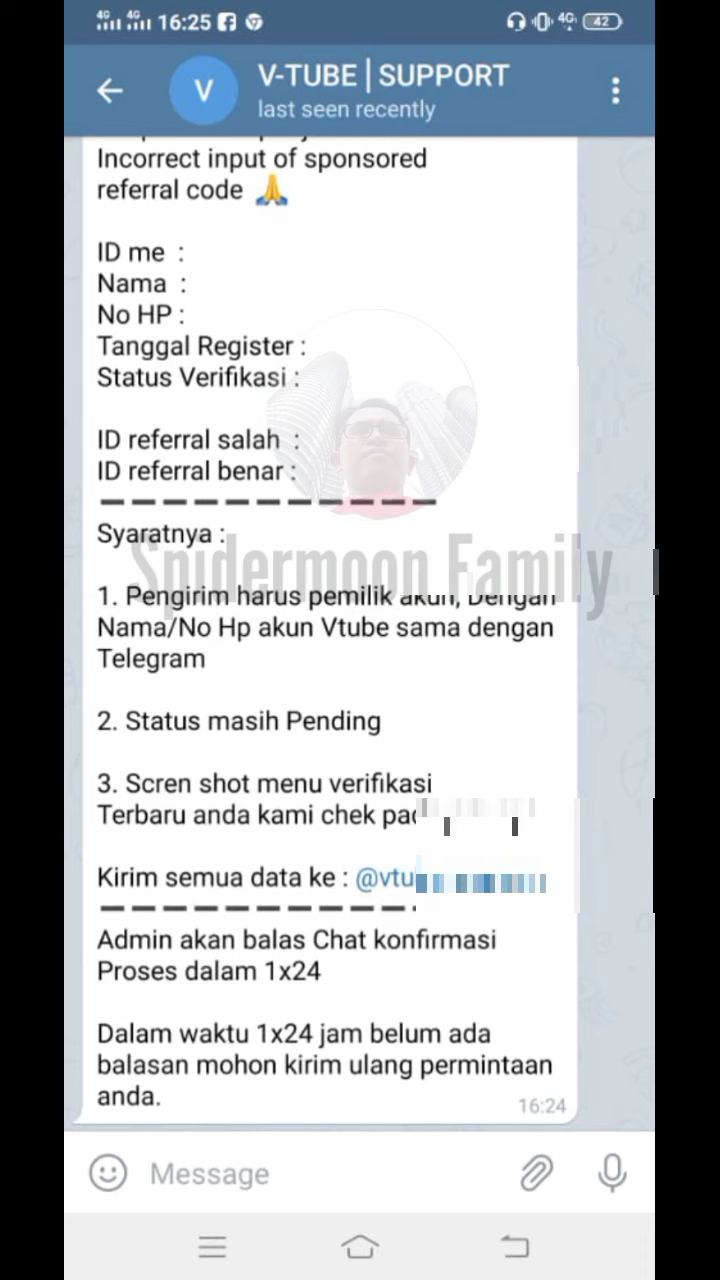 4G 4G 16:25 4G 42
V-TUBE | SUPPORT
last seen recently
Incorrect input of sponsored
referral code 🙏
ID me :
Nama :
No HP :
Tanggal Register :
Status Verifikasi :
ID referral salah :
ID referral benar :
Syaratnya :
Spidermoon Family
1. Pengirim harus pemilik akun, Dengan
Nama/No Hp akun Vtube sama dengan
Telegram
2. Status masih Pending
3. Scren shot menu verifikasi
Terbaru anda kami chek
Kirim semua data ke : @vtu
Admin akan balas Chat konfirmasi
Proses dalam 1x24
Dalam waktu 1x24 jam belum ada
balasan mohon kirim ulang permintaan
anda.
16:24
Message